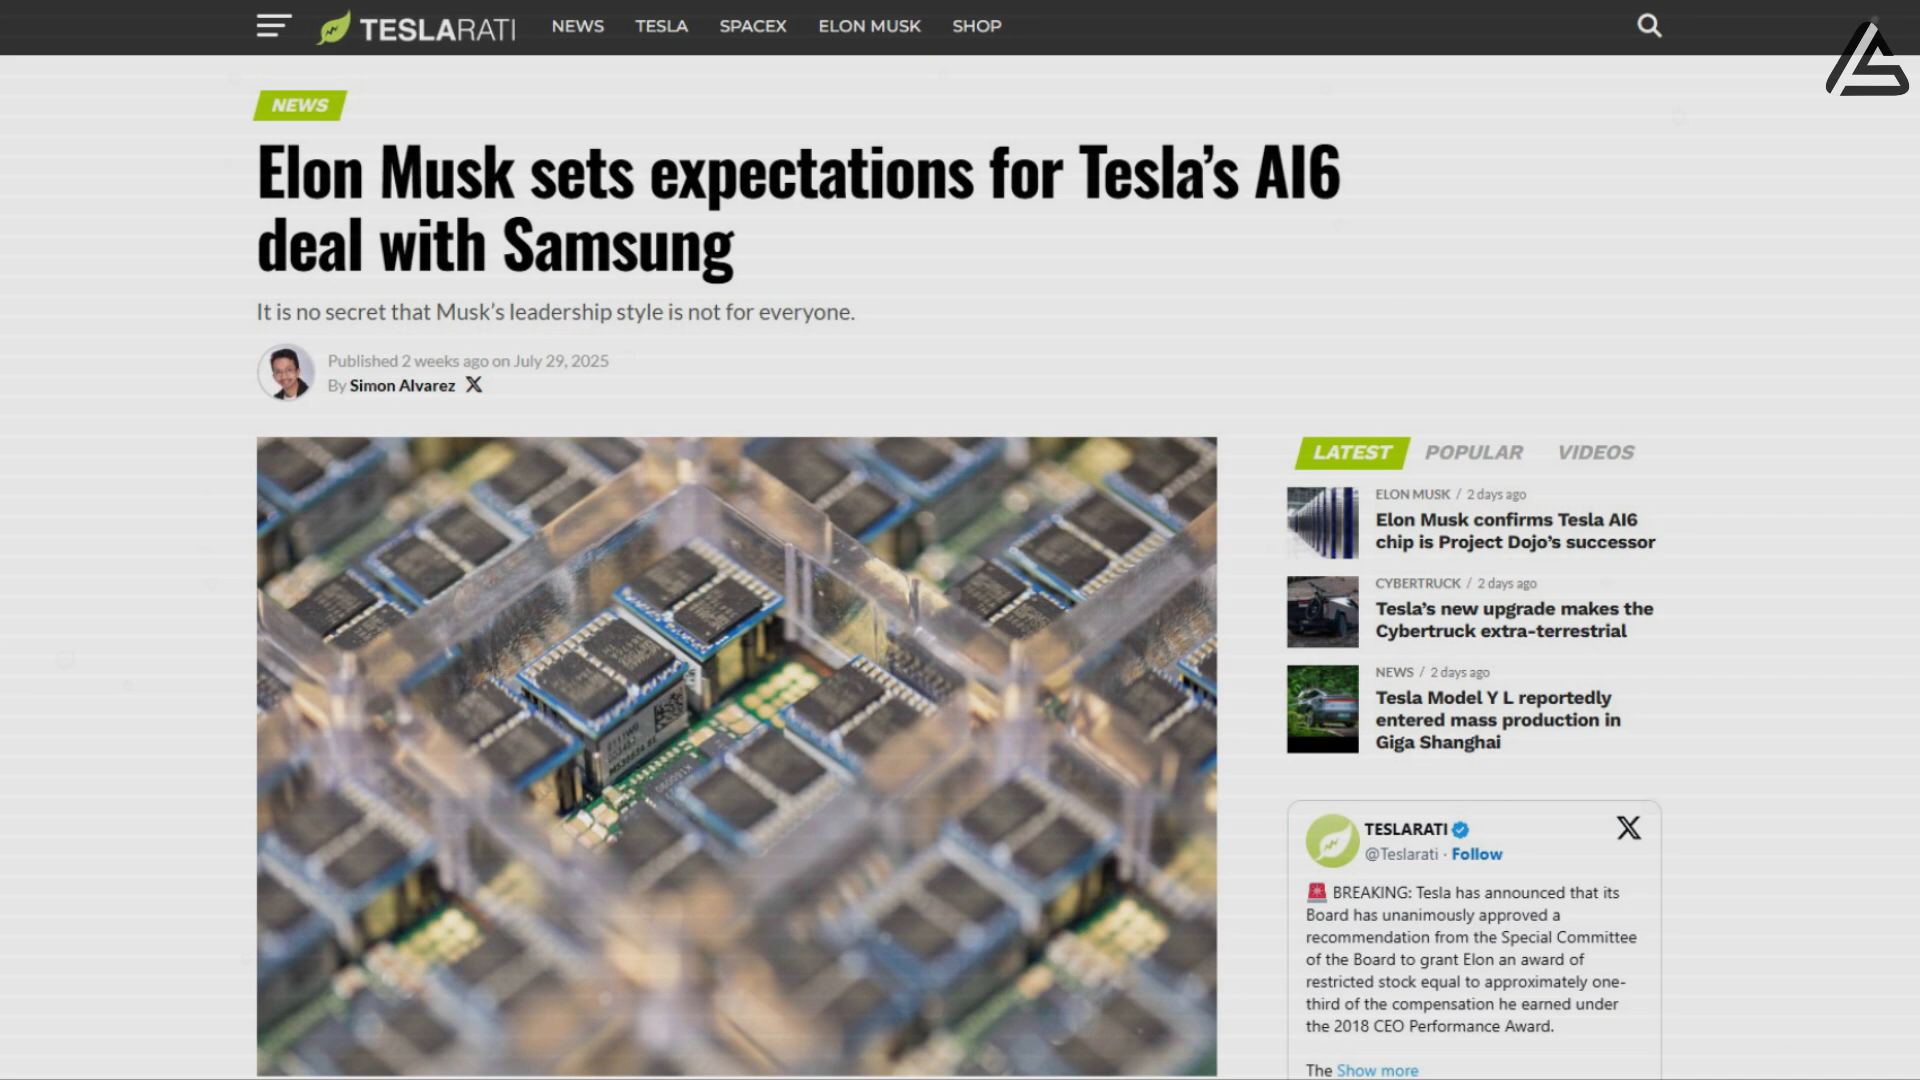 TESLARATI
NEWS TESLA SPACEX ELON MUSK SHOP
NEWS
Elon Musk sets expectations for Tesla's AI6
deal with Samsung
It is no secret that Musk's leadership style is not for everyone.
Published 2 weeks ago on July 29, 2025
By Simon Alvarez
LATEST POPULAR VIDEOS
ELON MUSK / 2 days ago
Elon Musk confirms Tesla AI6
chip is Project Dojo's successor
CYBERTRUCK / 2 days ago
Tesla's new upgrade makes the
Cybertruck extra-terrestrial
NEWS / 2 days ago
Tesla Model Y L reportedly
entered mass production in
Giga Shanghai
TESLARATI
@Teslarati · Follow
🚨 BREAKING: Tesla has announced that its
Board has unanimously approved a
recommendation from the Special Committee
of the Board to grant Elon an award of
restricted stock equal to approximately one-
third of the compensation he earned under
the 2018 CEO Performance Award.
The Show more